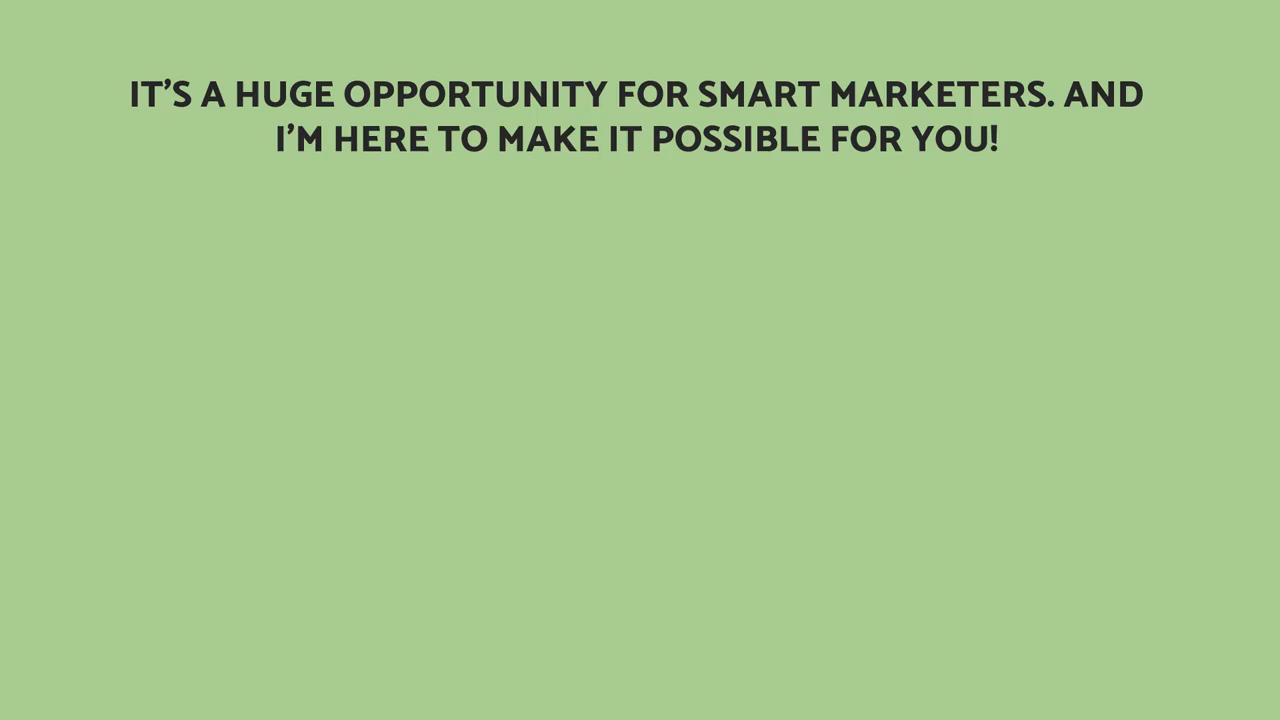 IT’S A HUGE OPPORTUNITY FOR SMART MARKETERS. AND
I’M HERE TO MAKE IT POSSIBLE FOR YOU!